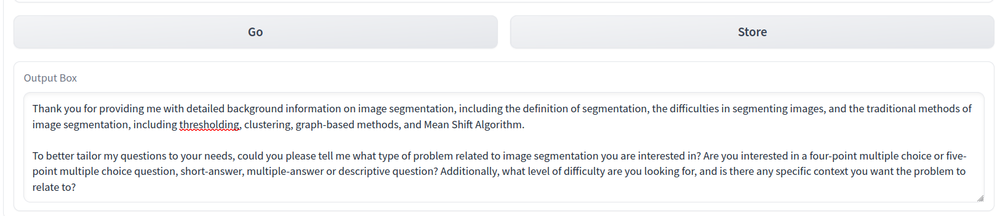 Go
Store
Output Box
Thank you for providing me with detailed background information on image segmentation, including the definition of segmentation, the difficulties in segmenting images, and the traditional methods of
image segmentation, including thresholding, clustering, graph-based methods, and Mean Shift Algorithm.
To better tailor my questions to your needs, could you please tell me what type of problem related to image segmentation you are interested in? Are you interested in a four-point multiple choice or five-
point multiple choice question, short-answer, multiple-answer or descriptive question? Additionally, what level of difficulty are you looking for, and is there any specific context you want the problem to
relate to?